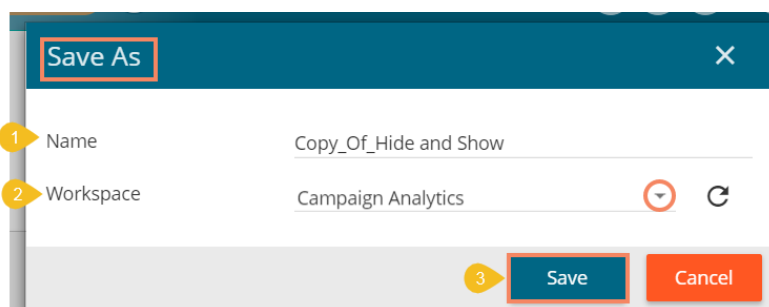 Save As
1 Name Copy_Of_Hide and Show
2 Workspace Campaign Analytics
3 Save Cancel